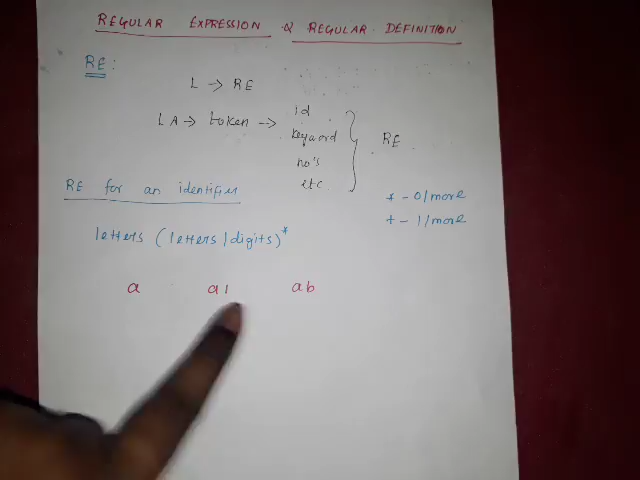 REGULAR EXPRESSION & REGULAR DEFINITION
RE:
L → RE
LA → token → id
keyword
no's
etc.
RE
RE for an identifier
* - 0/more
+ - 1/more
letters (letters/digits)*
a a1 ab